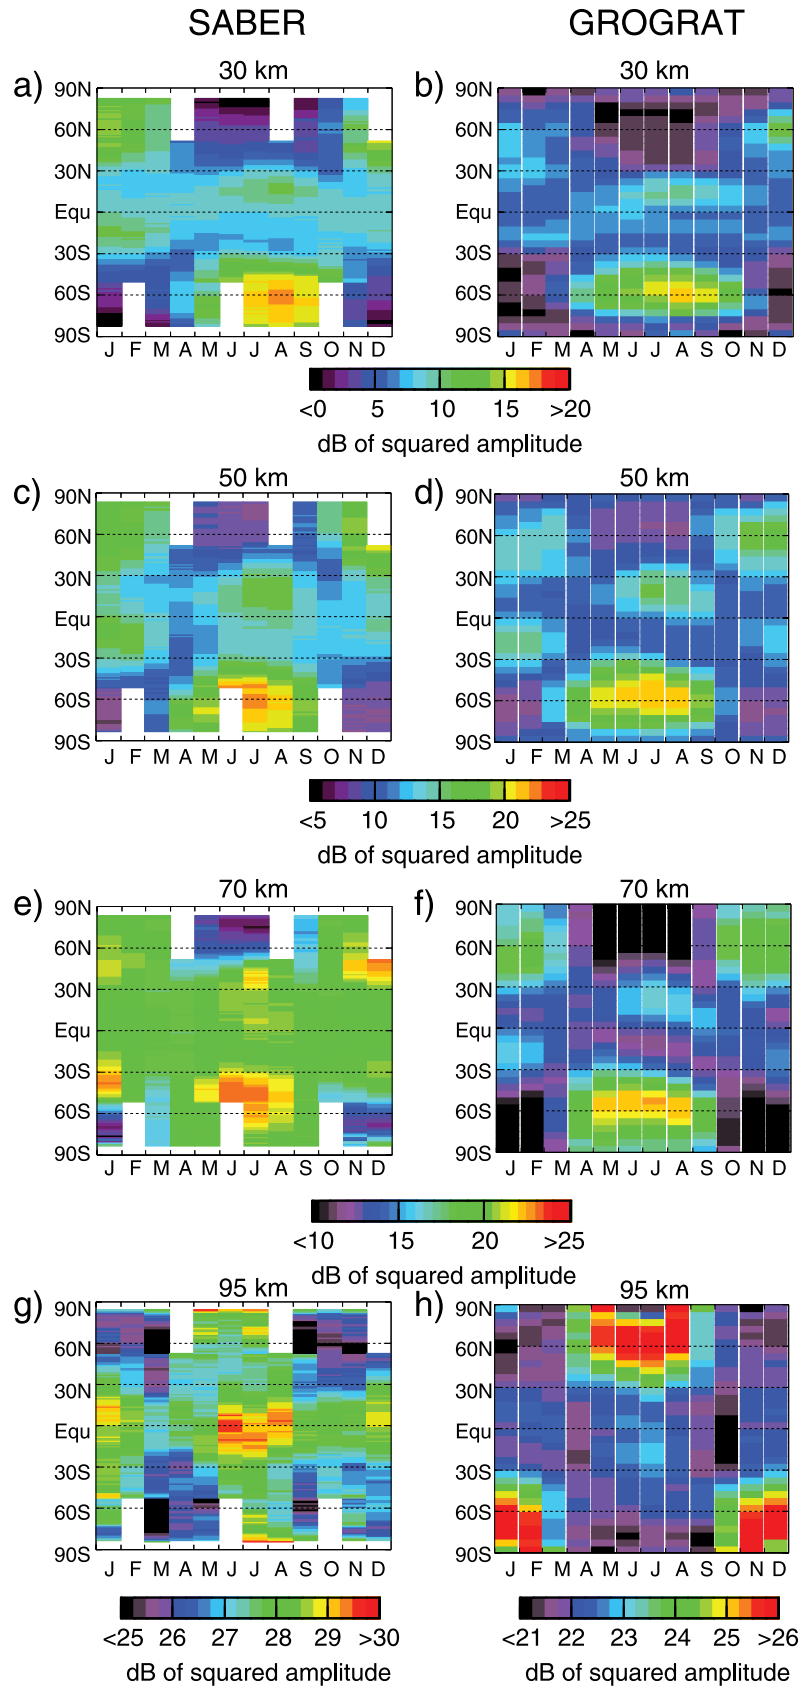 SABER GROGRAT
a) 30 km b) 30 km
90N 90N
60N 60N
30N 30N
Equ Equ
30S 30S
60S 60S
90S 90S
J F M A M J J A S O N D J F M A M J J A S O N D
<0 5 10 15 >20
dB of squared amplitude
c) 50 km d) 50 km
90N 90N
60N 60N
30N 30N
Equ Equ
30S 30S
60S 60S
90S 90S
J F M A M J J A S O N D J F M A M J J A S O N D
<5 10 15 20 >25
dB of squared amplitude
e) 70 km f) 70 km
90N 90N
60N 60N
30N 30N
Equ Equ
30S 30S
60S 60S
90S 90S
J F M A M J J A S O N D J F M A M J J A S O N D
<10 15 20 >25
dB of squared amplitude
g) 95 km h) 95 km
90N 90N
60N 60N
30N 30N
Equ Equ
30S 30S
60S 60S
90S 90S
J F M A M J J A S O N D J F M A M J J A S O N D
<25 26 27 28 29 >30 <21 22 23 24 25 >26
dB of squared amplitude dB of squared amplitude